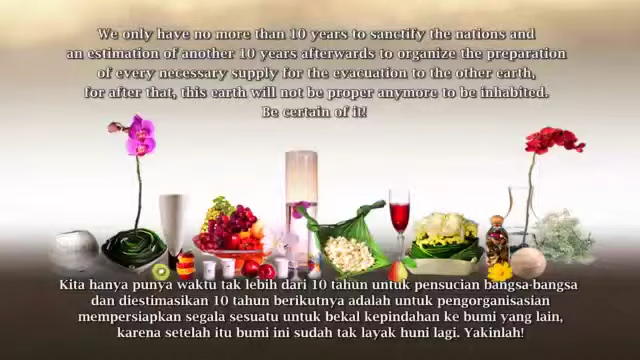 We only have no more than 10 years to sanctify the nations and
an estimation of another 10 years afterwards to organize the preparation
of every necessary supply for the evacuation to the other earth,
for after that, this earth will not be proper anymore to be inhabited.
Be certain of it!
Kita hanya punya waktu tak lebih dari 10 tahun untuk pensucian bangsa-bangsa
dan diestimasikan 10 tahun berikutnya adalah untuk pengorganisasian
mempersiapkan segala sesuatu untuk bekal kepindahan ke bumi yang lain,
karena setelah itu bumi ini sudah tak layak huni lagi. Yakinlah!